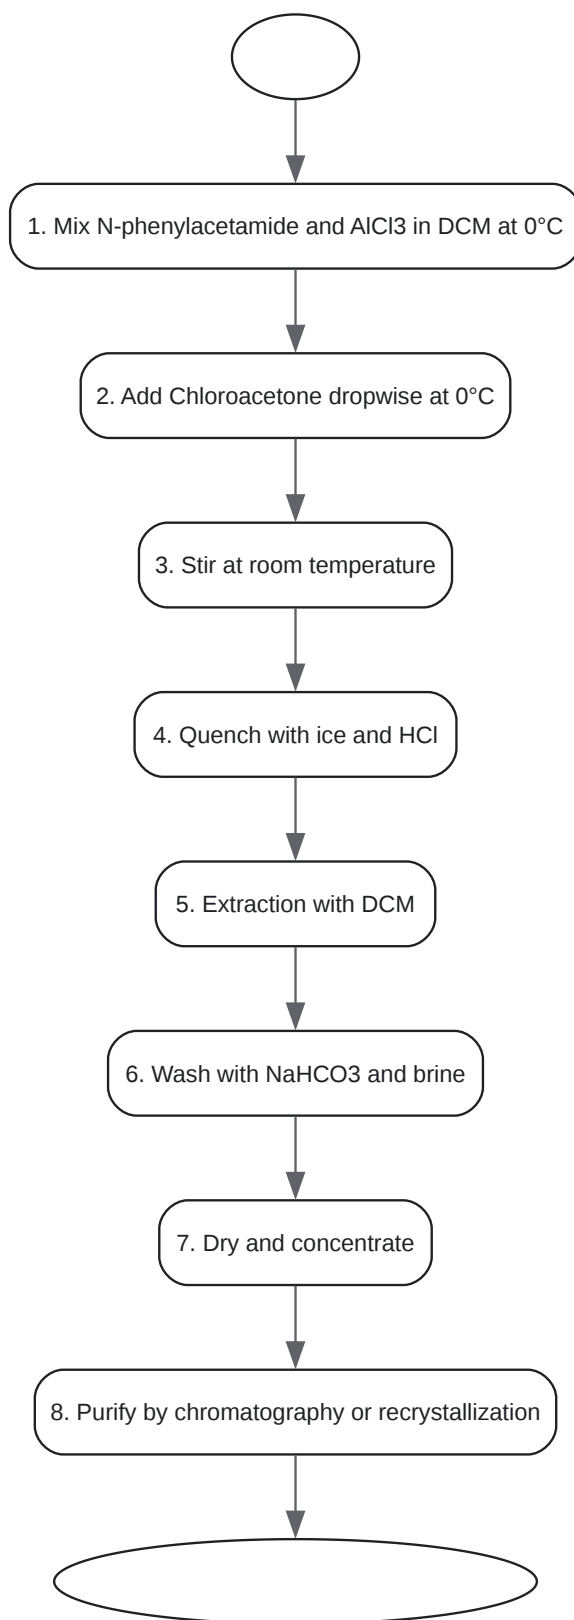 1. Mix N-phenylacetamide and AlCl3 in DCM at 0°C
2. Add Chloroacetone dropwise at 0°C
3. Stir at room temperature
4. Quench with ice and HCl
5. Extraction with DCM
6. Wash with NaHCO3 and brine
7. Dry and concentrate
8. Purify by chromatography or recrystallization